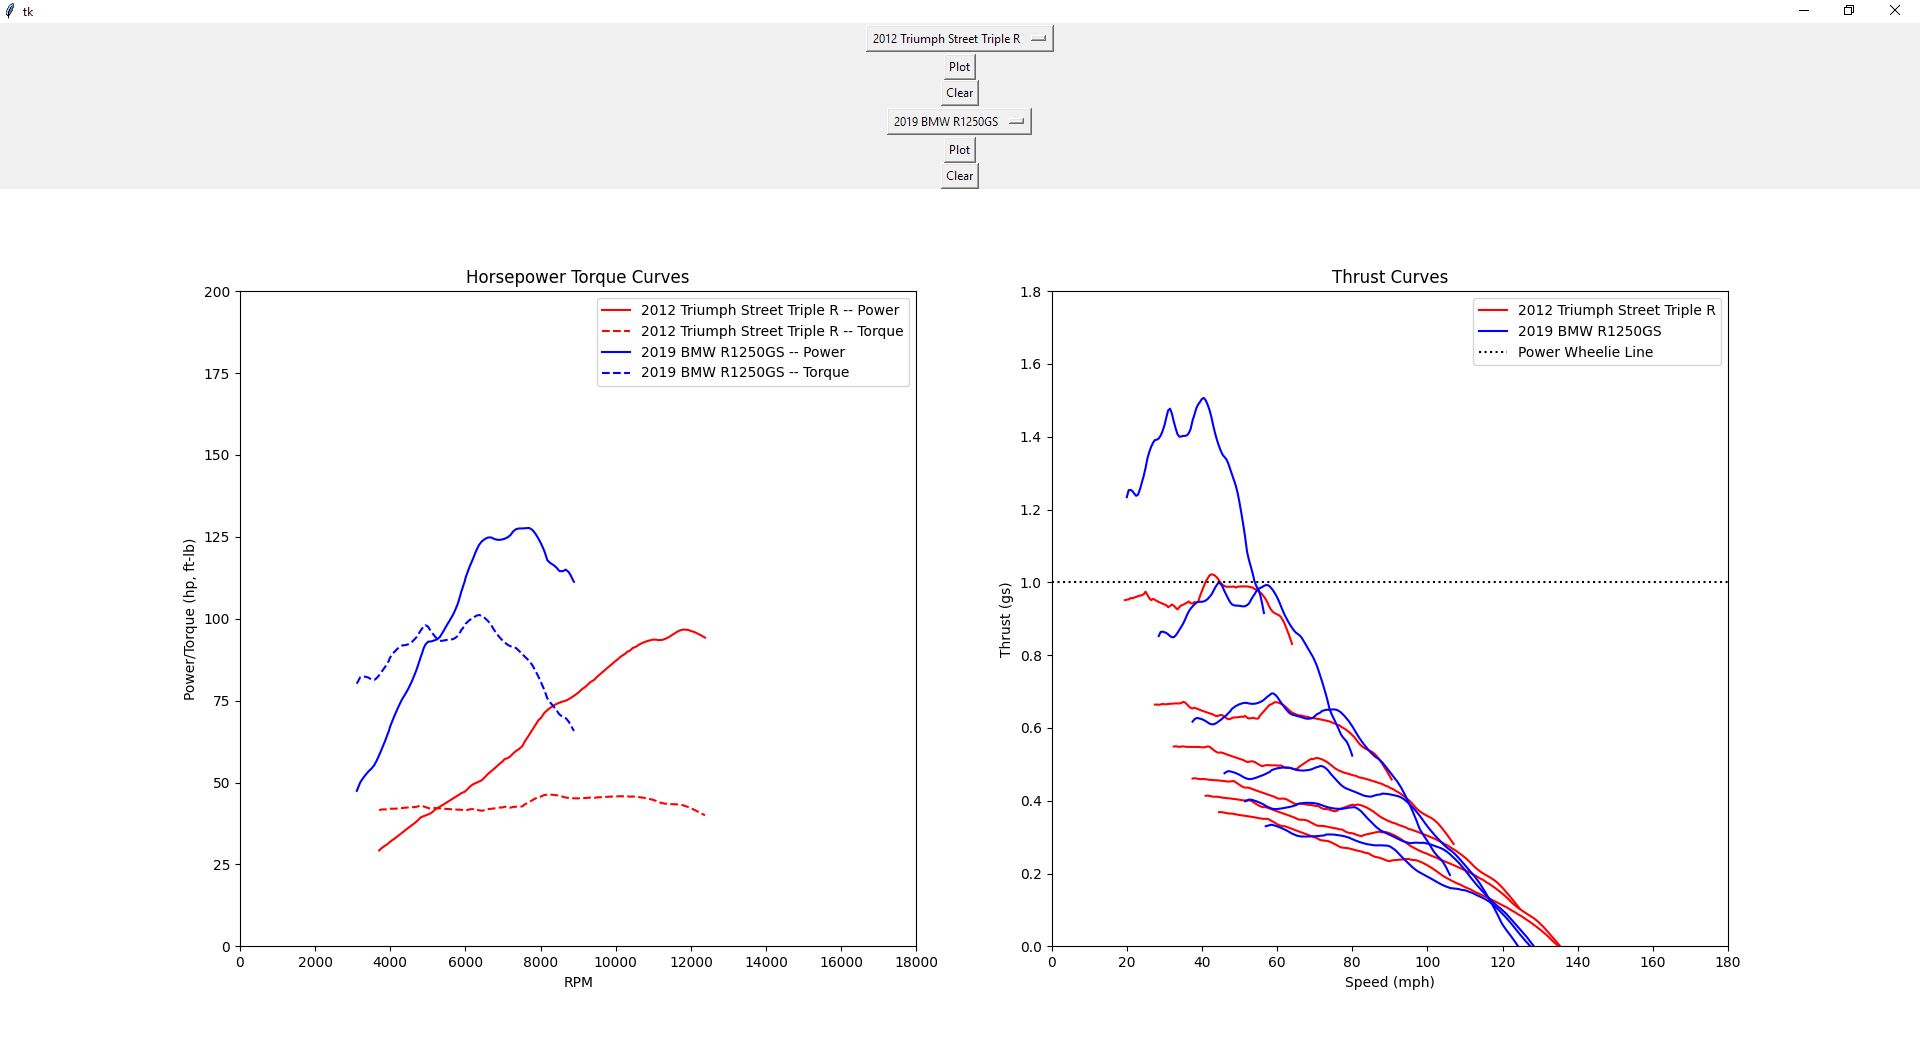 tk
2012 Triumph Street Triple R
Plot
Clear
2019 BMW R1250GS
Plot
Clear
Horsepower Torque Curves
200
175
150
125
100
75
50
25
0
Power/Torque (hp, ft-lb)
2012 Triumph Street Triple R -- Power
2012 Triumph Street Triple R -- Torque
2019 BMW R1250GS -- Power
2019 BMW R1250GS -- Torque
0 2000 4000 6000 8000 10000 12000 14000 16000 18000
RPM
Thrust Curves
1.8
1.6
1.4
1.2
1.0
0.8
0.6
0.4
0.2
0.0
Thrust (gs)
2012 Triumph Street Triple R
2019 BMW R1250GS
Power Wheelie Line
0 20 40 60 80 100 120 140 160 180
Speed (mph)